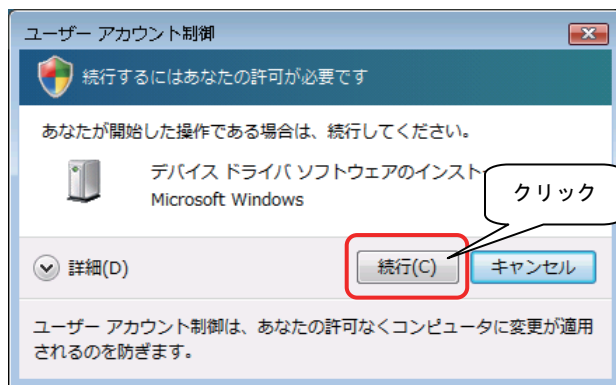 ユーザー アカウント制御
続行するにはあなたの許可が必要です
あなたが開始した操作である場合は、続行してください。
デバイス ドライバ ソフトウェアのインスト
Microsoft Windows
クリック
詳細(D)
続行(C)
キャンセル
ユーザー アカウント制御は、あなたの許可なくコンピュータに変更が適用
されるのを防ぎます。